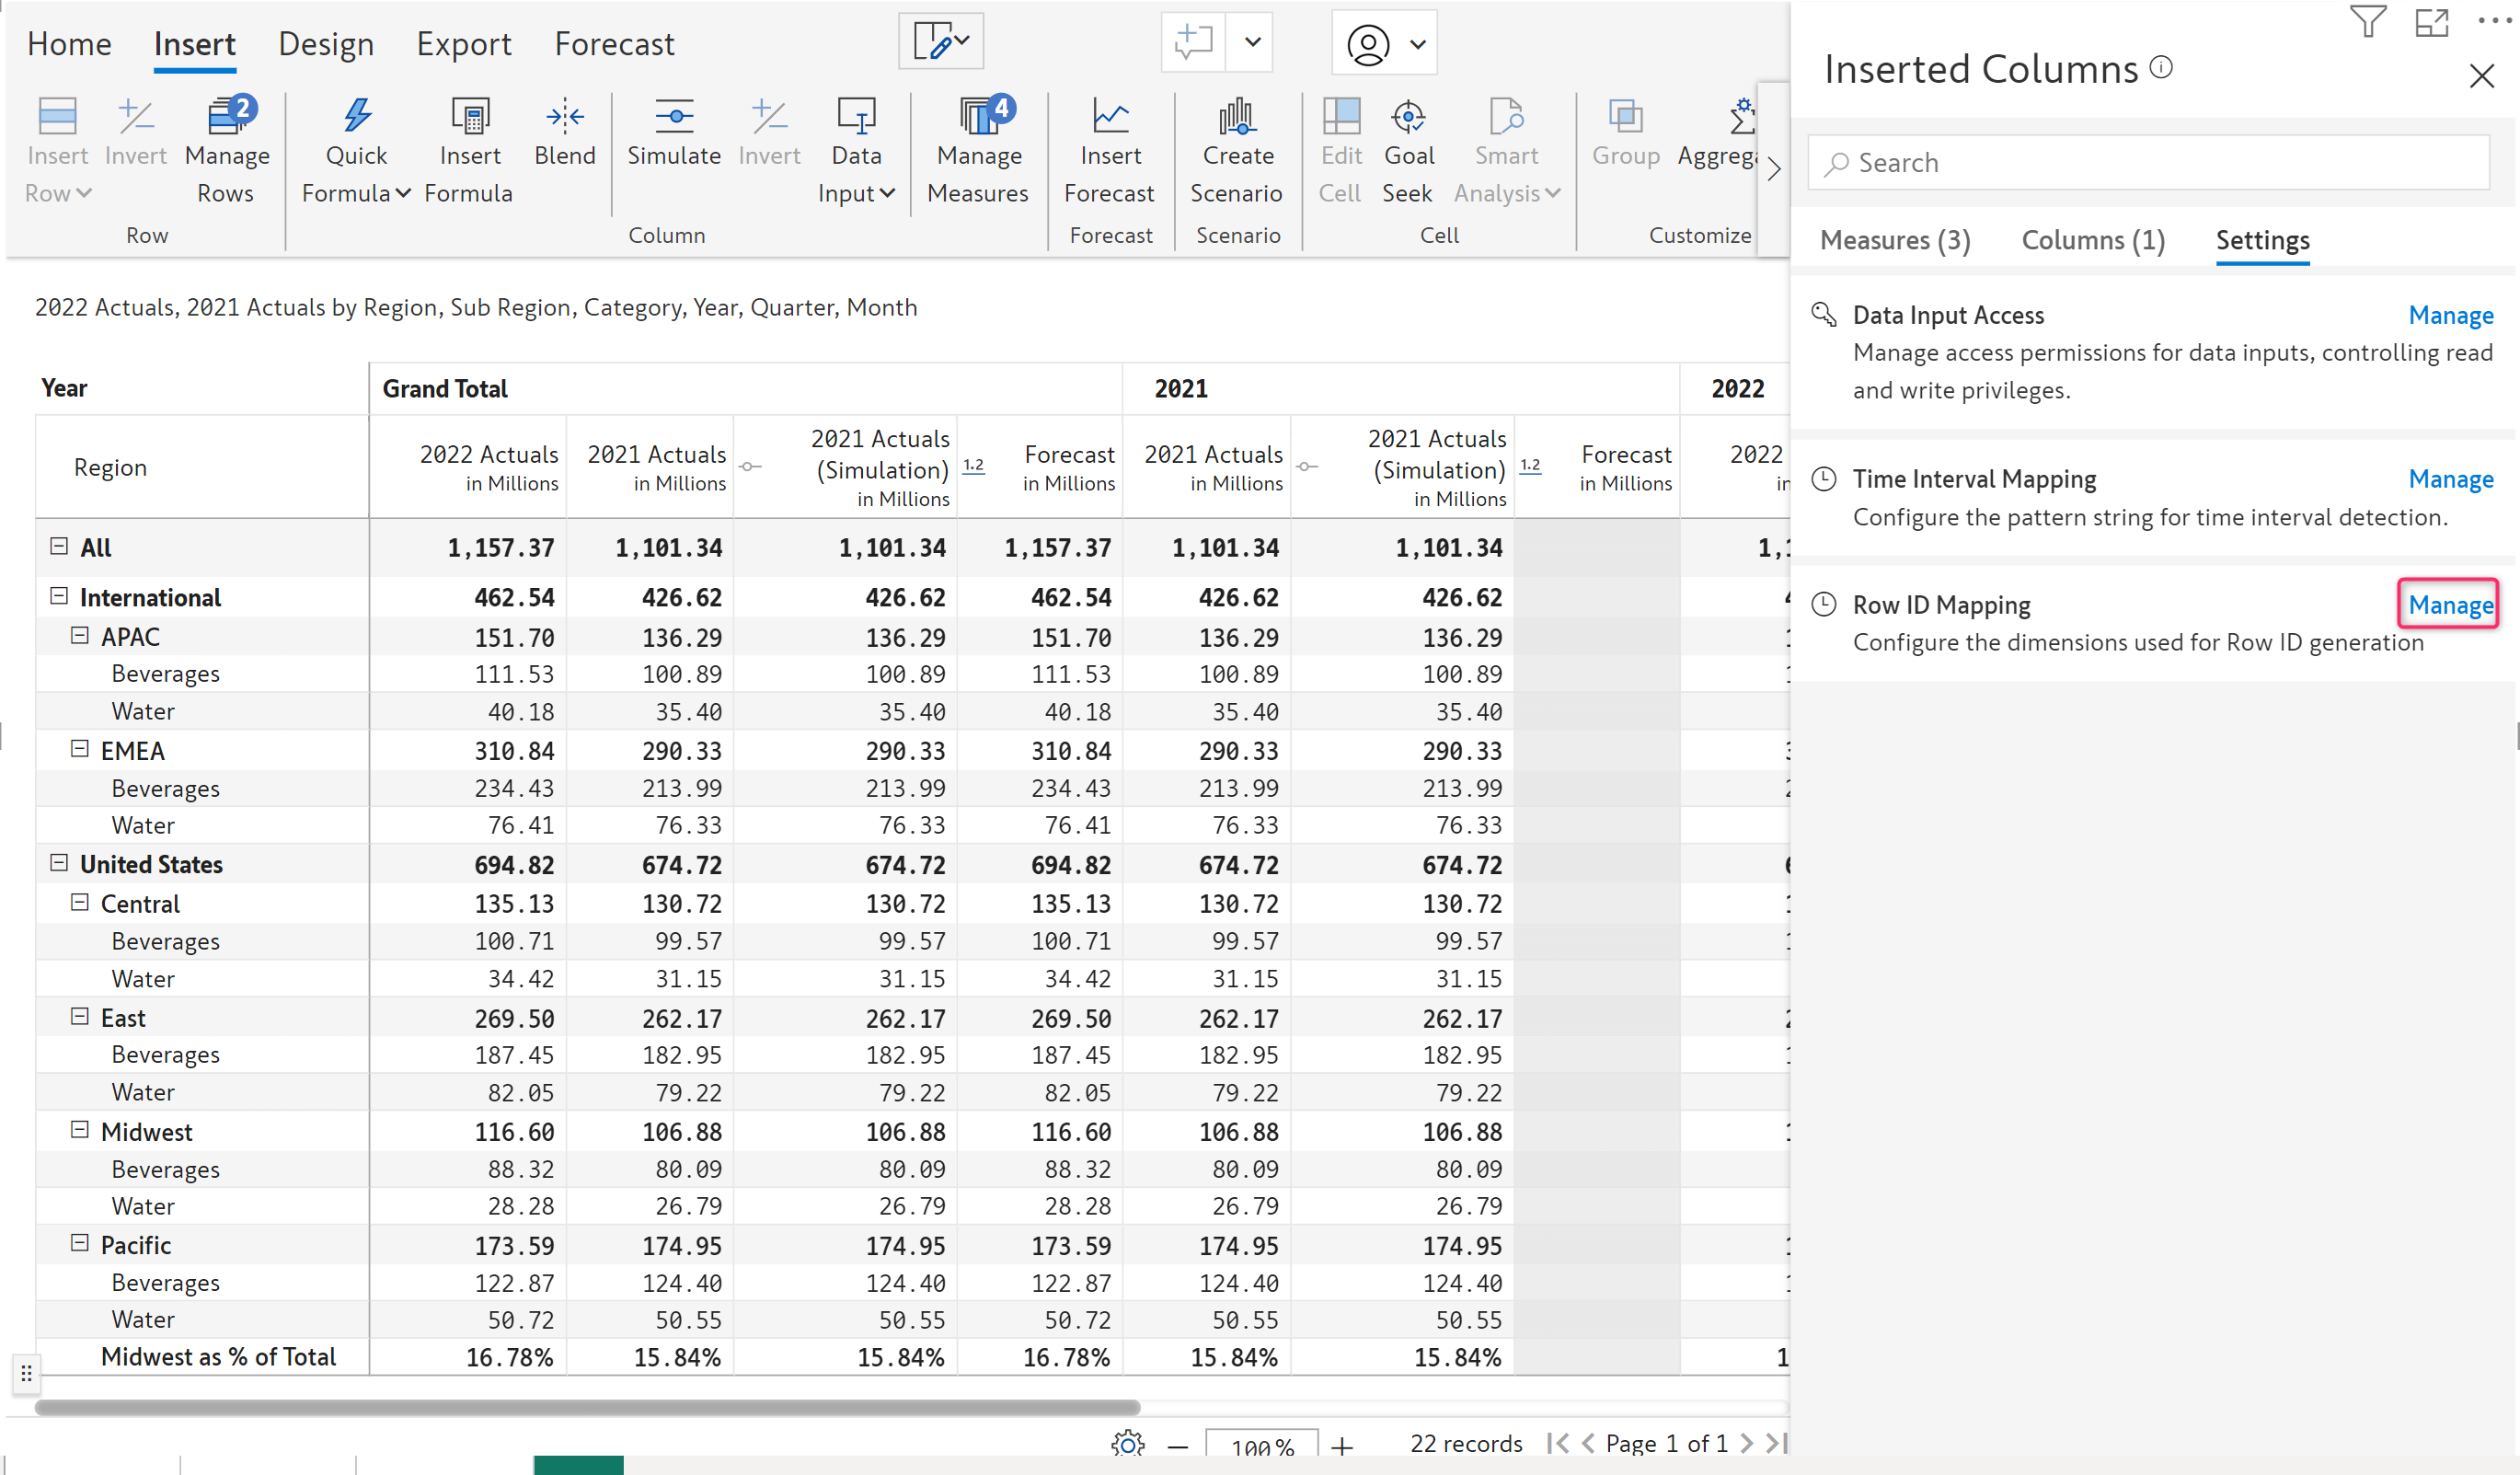 Home Insert Design Export Forecast
2 4
Insert Invert Manage Quick Insert Blend Simulate Invert Data Manage Insert Create Edit Goal Smart Group
Row Rows Formula Formula Input Measures Forecast Scenario Cell Seek Analysis
Row Column Forecast Scenario Cell Customize
2022 Actuals, 2021 Actuals by Region, Sub Region, Category, Year, Quarter, Month
Year Grand Total 2021 2022
Region 2022 Actuals in Millions 2021 Actuals in Millions 2021 Actuals (Simulation) in Millions 1.2 Forecast in Millions 2021 Actuals in Millions 2021 Actuals (Simulation) in Millions 1.2 Forecast in Millions 2022
All 1,157.37 1,101.34 1,101.34 1,157.37 1,101.34 1,101.34
International 462.54 426.62 426.62 462.54 426.62 426.62
APAC 151.70 136.29 136.29 151.70 136.29 136.29
Beverages 111.53 100.89 100.89 111.53 100.89 100.89
Water 40.18 35.40 35.40 40.18 35.40 35.40
EMEA 310.84 290.33 290.33 310.84 290.33 290.33
Beverages 234.43 213.99 213.99 234.43 213.99 213.99
Water 76.41 76.33 76.33 76.41 76.33 76.33
United States 694.82 674.72 674.72 694.82 674.72 674.72
Central 135.13 130.72 130.72 135.13 130.72 130.72
Beverages 100.71 99.57 99.57 100.71 99.57 99.57
Water 34.42 31.15 31.15 34.42 31.15 31.15
East 269.50 262.17 262.17 269.50 262.17 262.17
Beverages 187.45 182.95 182.95 187.45 182.95 182.95
Water 82.05 79.22 79.22 82.05 79.22 79.22
Midwest 116.60 106.88 106.88 116.60 106.88 106.88
Beverages 88.32 80.09 80.09 88.32 80.09 80.09
Water 28.28 26.79 26.79 28.28 26.79 26.79
Pacific 173.59 174.95 174.95 173.59 174.95 174.95
Beverages 122.87 124.40 124.40 122.87 124.40 124.40
Water 50.72 50.55 50.55 50.72 50.55 50.55
Midwest as % of Total 16.78% 15.84% 15.84% 16.78% 15.84% 15.84%
100 % 22 records Page 1 of 1
Inserted Columns
Search
Measures (3) Columns (1) Settings
Data Input Access Manage
Manage access permissions for data inputs, controlling read
and write privileges.
Time Interval Mapping Manage
Configure the pattern string for time interval detection.
Row ID Mapping Manage
Configure the dimensions used for Row ID generation